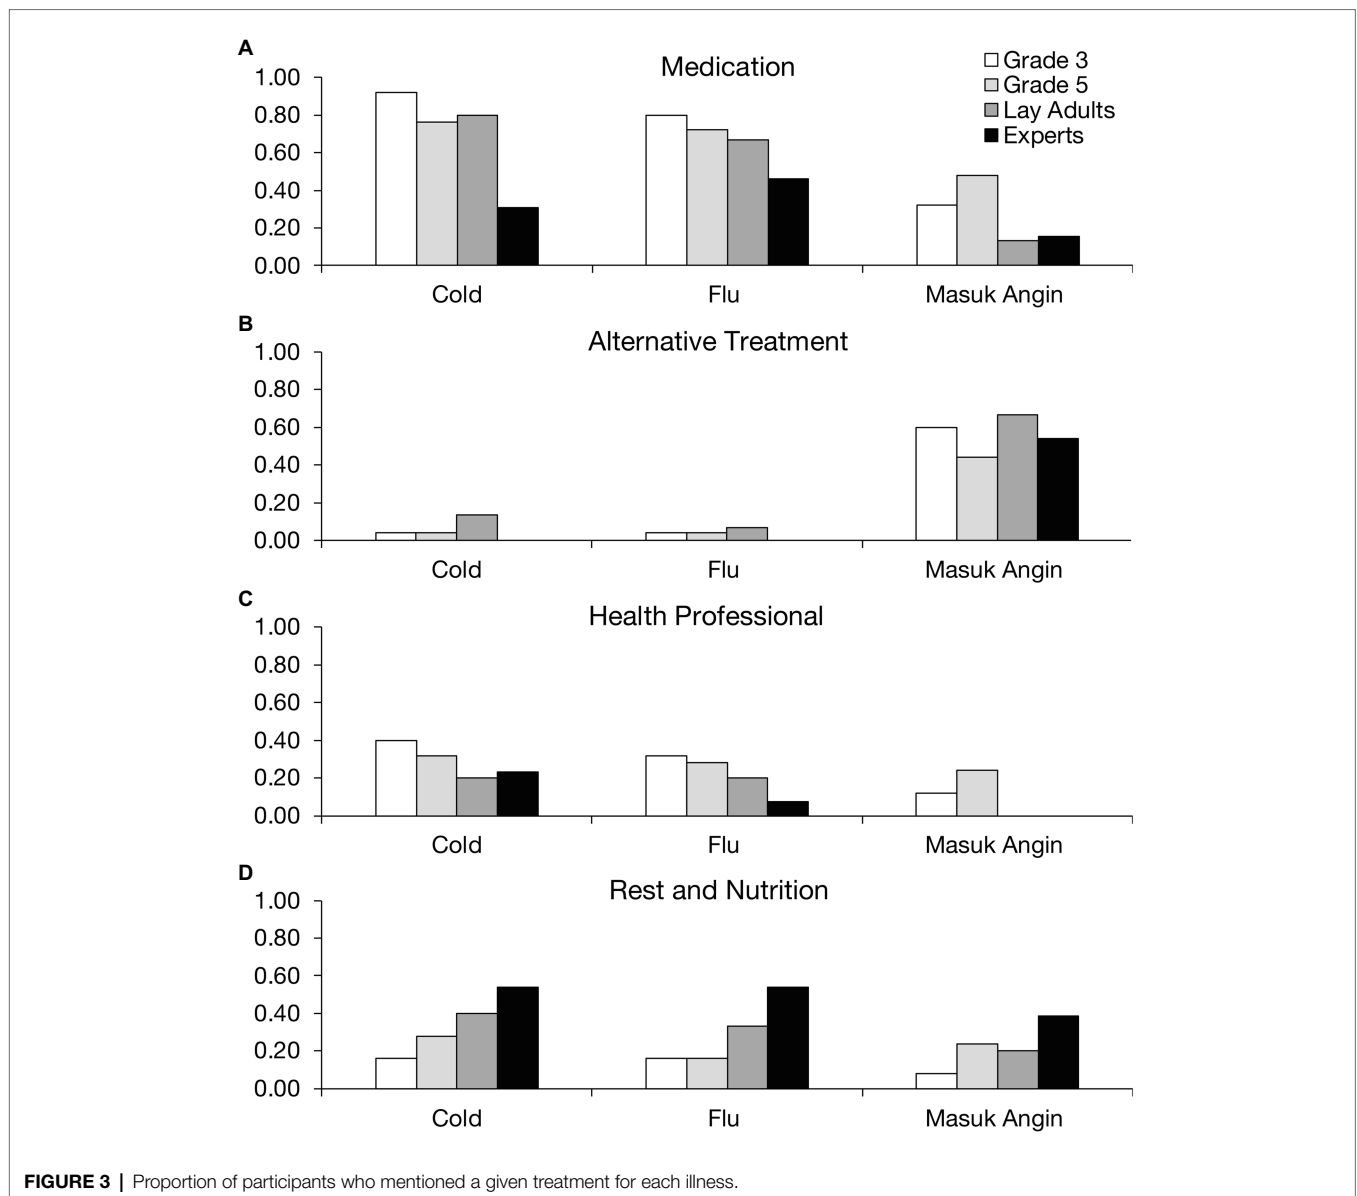 A
Medication
Grade 3
Grade 5
Lay Adults
Experts
1.00
0.80
0.60
0.40
0.20
0.00
Cold Flu Masuk Angin
B
Alternative Treatment
1.00
0.80
0.60
0.40
0.20
0.00
Cold Flu Masuk Angin
C
Health Professional
1.00
0.80
0.60
0.40
0.20
0.00
Cold Flu Masuk Angin
D
Rest and Nutrition
1.00
0.80
0.60
0.40
0.20
0.00
Cold Flu Masuk Angin
FIGURE 3 | Proportion of participants who mentioned a given treatment for each illness.